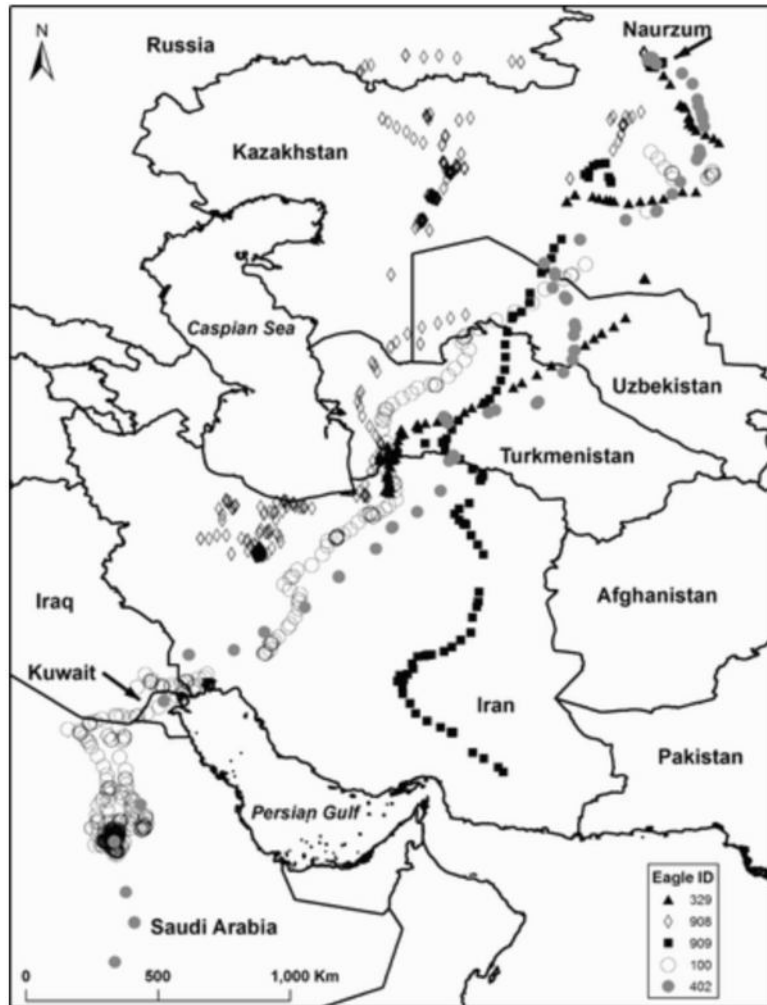 N
Russia
Naurzum
Kazakhstan
Caspian Sea
Uzbekistan
Turkmenistan
Iraq
Afghanistan
Kuwait
Iran
Pakistan
Persian Gulf
Saudi Arabia
Eagle ID
329
908
909
100
402
0 500 1,000 Km